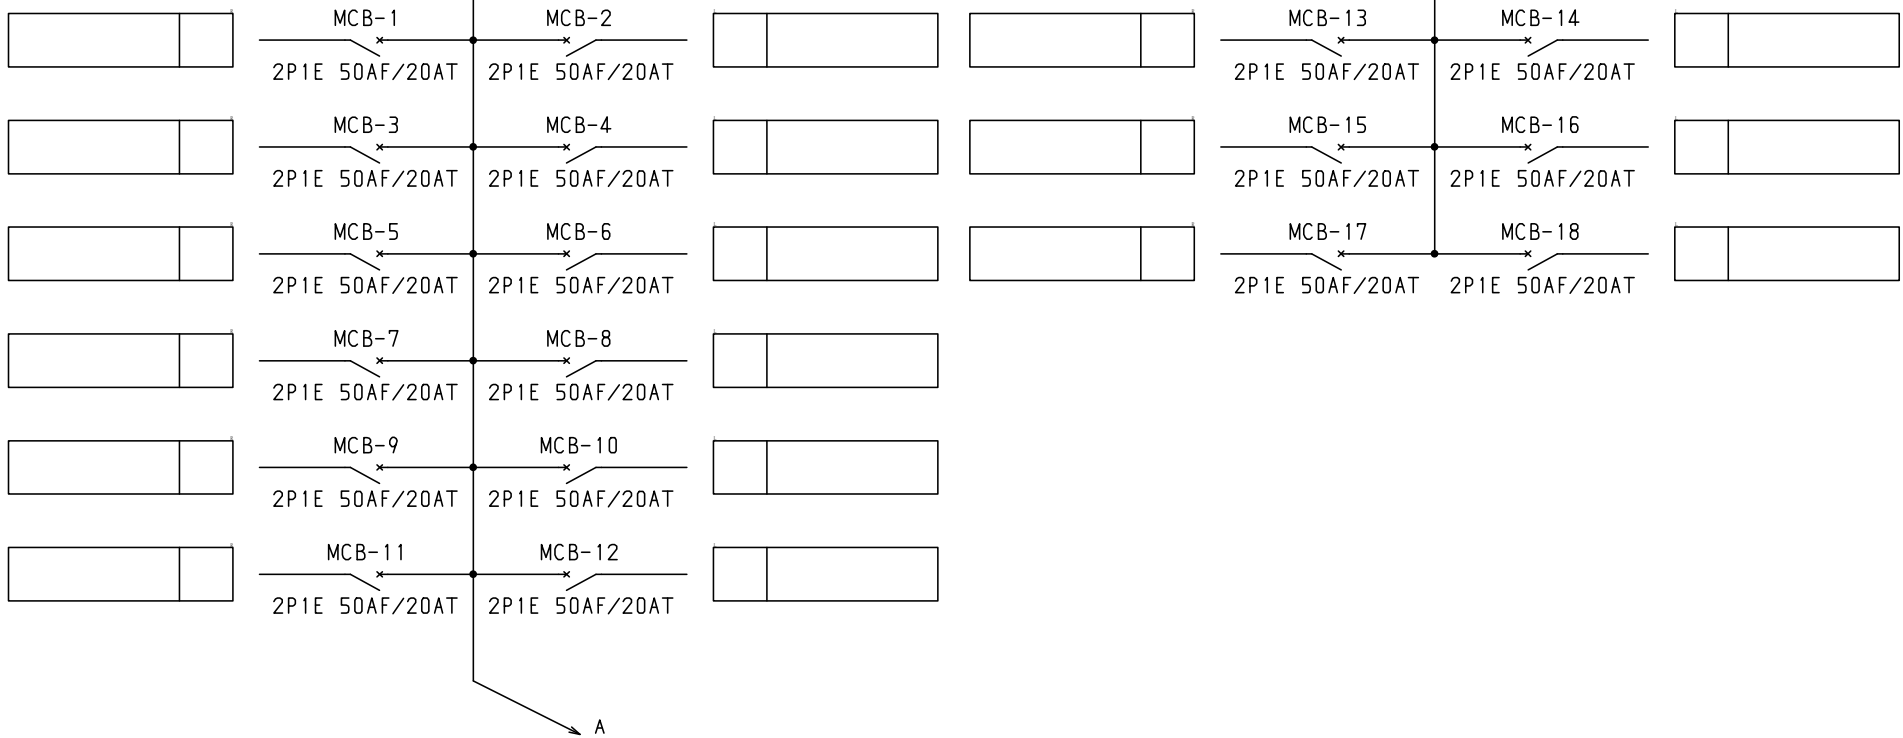 MCB-1 MCB-2 MCB-13 MCB-14
2P1E 50AF/20AT 2P1E 50AF/20AT 2P1E 50AF/20AT 2P1E 50AF/20AT
MCB-3 MCB-4 MCB-15 MCB-16
2P1E 50AF/20AT 2P1E 50AF/20AT 2P1E 50AF/20AT 2P1E 50AF/20AT
MCB-5 MCB-6 MCB-17 MCB-18
2P1E 50AF/20AT 2P1E 50AF/20AT 2P1E 50AF/20AT 2P1E 50AF/20AT
MCB-7 MCB-8
2P1E 50AF/20AT 2P1E 50AF/20AT
MCB-9 MCB-10
2P1E 50AF/20AT 2P1E 50AF/20AT
MCB-11 MCB-12
2P1E 50AF/20AT 2P1E 50AF/20AT
A